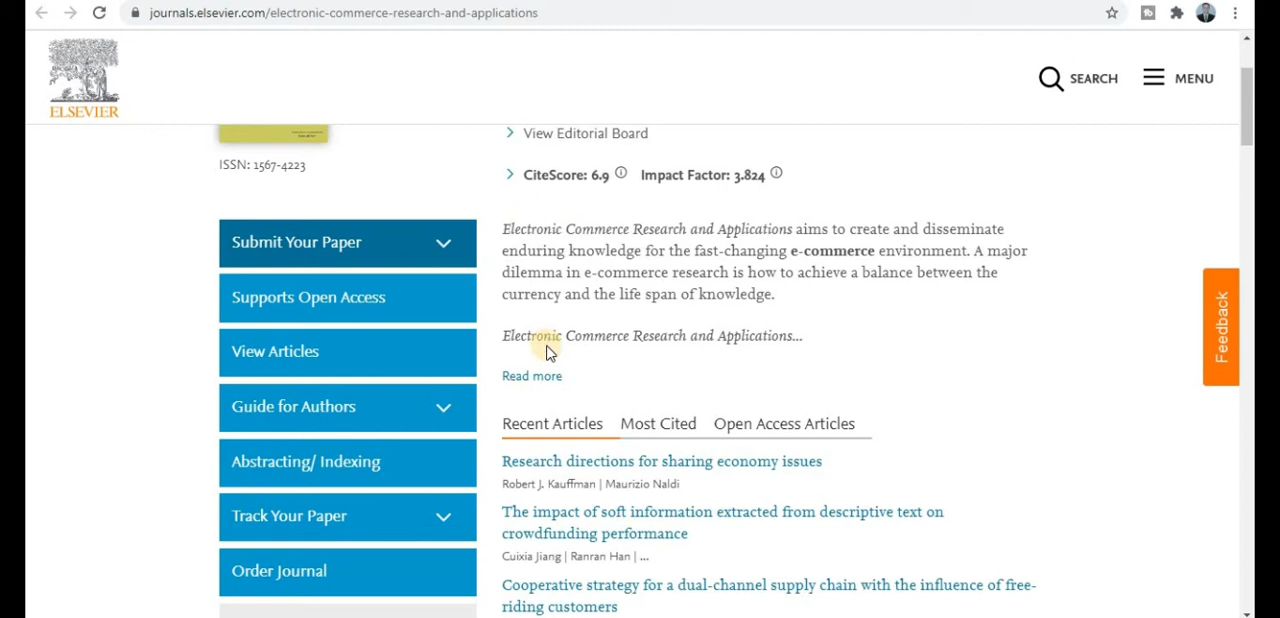 journals.elsevier.com/electronic-commerce-research-and-applications
ELSEVIER
SEARCH
MENU
View Editorial Board
ISSN: 1567-4223
CiteScore: 6.9 Impact Factor: 3.824
Submit Your Paper
Supports Open Access
View Articles
Guide for Authors
Abstracting/ Indexing
Track Your Paper
Order Journal
Electronic Commerce Research and Applications aims to create and disseminate
enduring knowledge for the fast-changing e-commerce environment. A major
dilemma in e-commerce research is how to achieve a balance between the
currency and the life span of knowledge.
Electronic Commerce Research and Applications...
Read more
Recent Articles Most Cited Open Access Articles
Research directions for sharing economy issues
Robert J. Kauffman | Maurizio Naldi
The impact of soft information extracted from descriptive text on
crowdfunding performance
Cuixia Jiang | Ranran Han | ...
Cooperative strategy for a dual-channel supply chain with the influence of free-
riding customers
Feedback